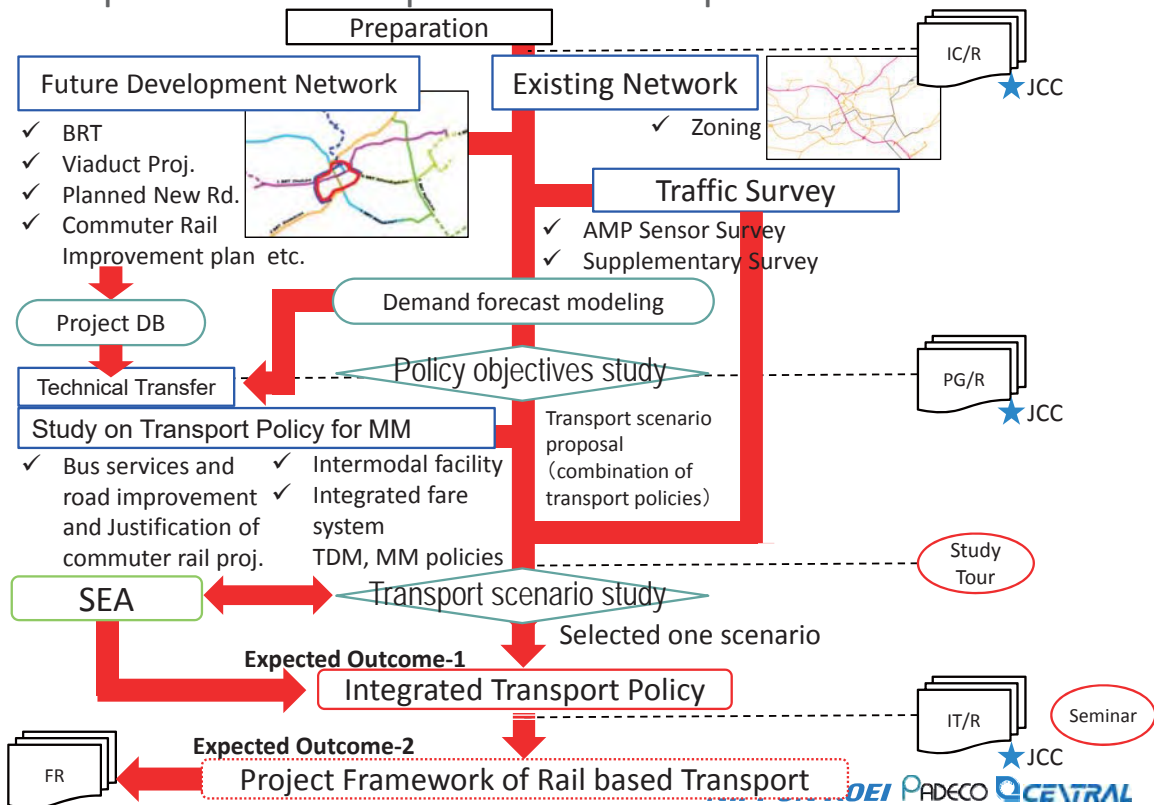 Preparation
IC/R
JCC
Future Development Network
Existing Network
✓ BRT
✓ Viaduct Proj.
✓ Planned New Rd.
✓ Commuter Rail
Improvement plan etc.
✓ Zoning
Traffic Survey
✓ AMP Sensor Survey
✓ Supplementary Survey
Demand forecast modeling
Project DB
Policy objectives study
PG/R
JCC
Technical Transfer
Study on Transport Policy for MM
✓ Bus services and
road improvement
and Justification of
commuter rail proj.
✓ Intermodal facility
✓ Integrated fare
system
TDM, MM policies
Transport scenario
proposal
(combination of
transport policies)
Study
Tour
SEA
Transport scenario study
Selected one scenario
Expected Outcome-1
Integrated Transport Policy
IT/R
JCC
Seminar
Expected Outcome-2
FR
Project Framework of Rail based Transport
OEI PADECO CENTRAL